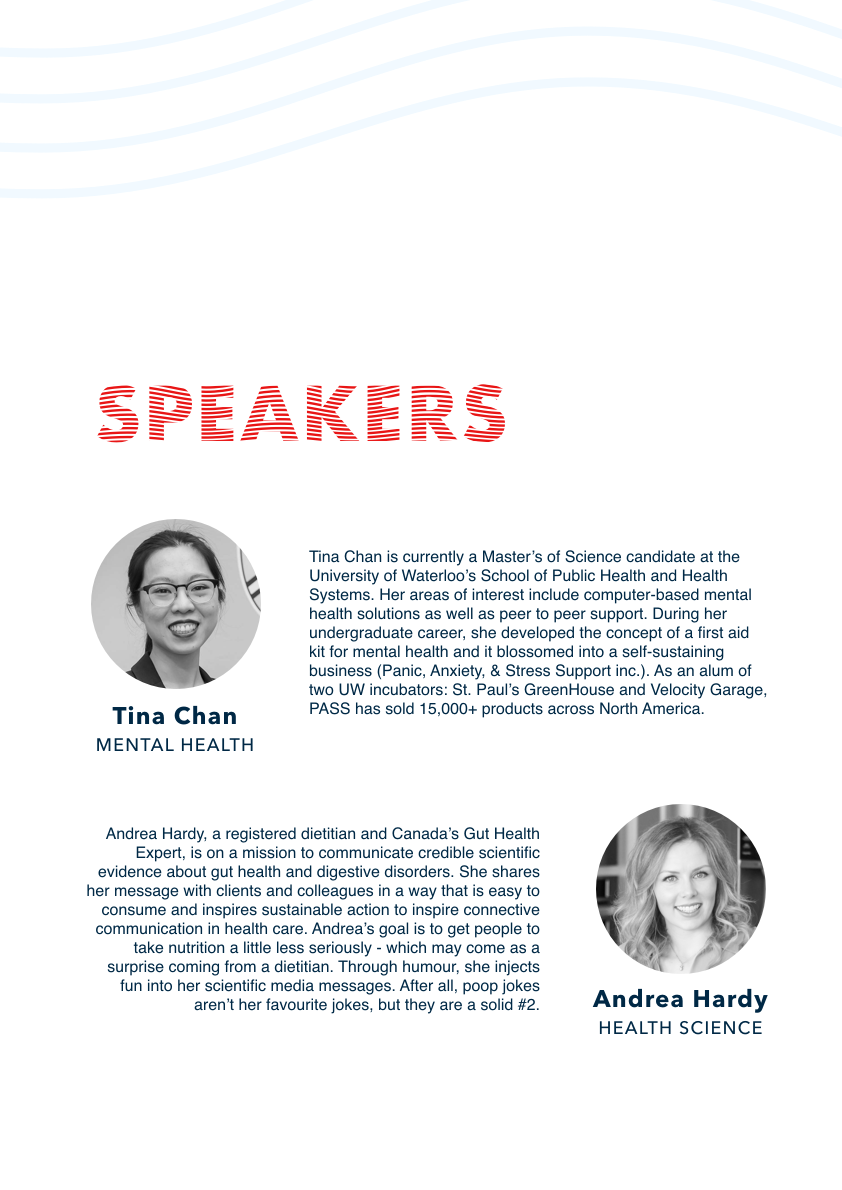 SPEAKERS
Tina Chan is currently a Master’s of Science candidate at the
University of Waterloo’s School of Public Health and Health
Systems. Her areas of interest include computer-based mental
health solutions as well as peer to peer support. During her
undergraduate career, she developed the concept of a first aid
kit for mental health and it blossomed into a self-sustaining
business (Panic, Anxiety, & Stress Support inc.). As an alum of
two UW incubators: St. Paul’s GreenHouse and Velocity Garage,
PASS has sold 15,000+ products across North America.
Tina Chan
MENTAL HEALTH
Andrea Hardy, a registered dietitian and Canada’s Gut Health
Expert, is on a mission to communicate credible scientific
evidence about gut health and digestive disorders. She shares
her message with clients and colleagues in a way that is easy to
consume and inspires sustainable action to inspire connective
communication in health care. Andrea’s goal is to get people to
take nutrition a little less seriously - which may come as a
surprise coming from a dietitian. Through humour, she injects
fun into her scientific media messages. After all, poop jokes
aren’t her favourite jokes, but they are a solid #2.
Andrea Hardy
HEALTH SCIENCE